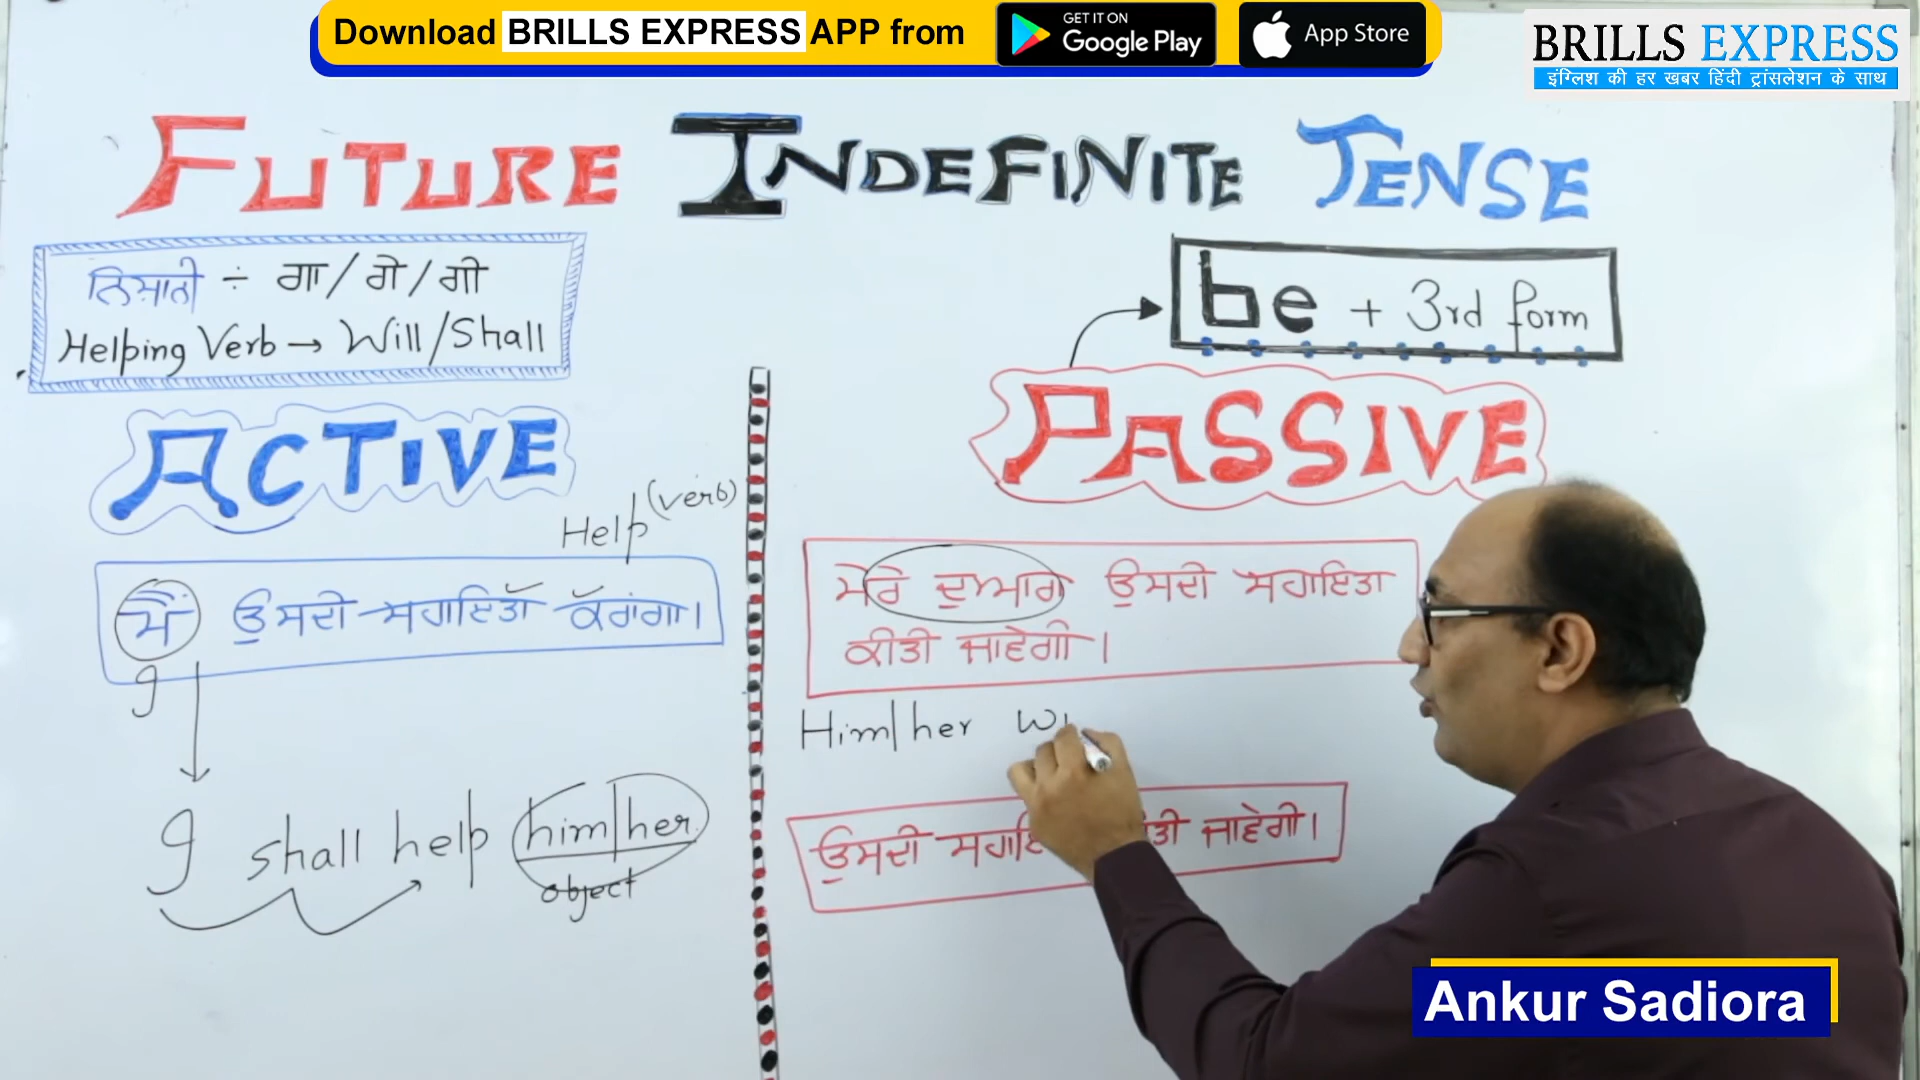 Download BRILLS EXPRESS APP from
GET IT ON
Google Play
App Store
BRILLS EXPRESS
इंग्लिश की हर खबर हिंदी ट्रांसलेशन के साथ
FUTURE INDEFINITE TENSE
ਨਿਸ਼ਾਨੀ ÷ ਗਾ/ਗੇ/ਗੀ
Helping Verb → Will/Shall
be + 3rd form
ACTIVE
PASSIVE
Help (verb)
ਮੈਂ ਉਸਦੀ ਸਹਾਇਤਾ ਕਰਾਂਗਾ।
I
I shall help him/her
object
ਮੇਰੇ ਦੁਆਰਾ ਉਸਦੀ ਸਹਾਇਤਾ
ਕੀਤੀ ਜਾਵੇਗੀ।
Him/her
ਉਸਦੀ ਜਾਵੇਗੀ।
Ankur Sadiora